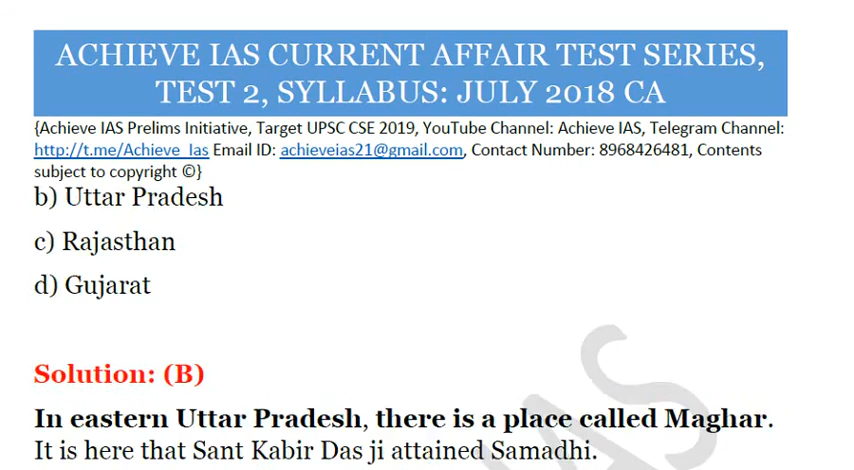 ACHIEVE IAS CURRENT AFFAIR TEST SERIES,
TEST 2, SYLLABUS: JULY 2018 CA
{Achieve IAS Prelims Initiative, Target UPSC CSE 2019, YouTube Channel: Achieve IAS, Telegram Channel:
http://t.me/Achieve_Ias Email ID: achieveias21@gmail.com, Contact Number: 8968426481, Contents
subject to copyright ©}
b) Uttar Pradesh
c) Rajasthan
d) Gujarat
Solution: (B)
In eastern Uttar Pradesh, there is a place called Maghar.
It is here that Sant Kabir Das ji attained Samadhi.
IAS